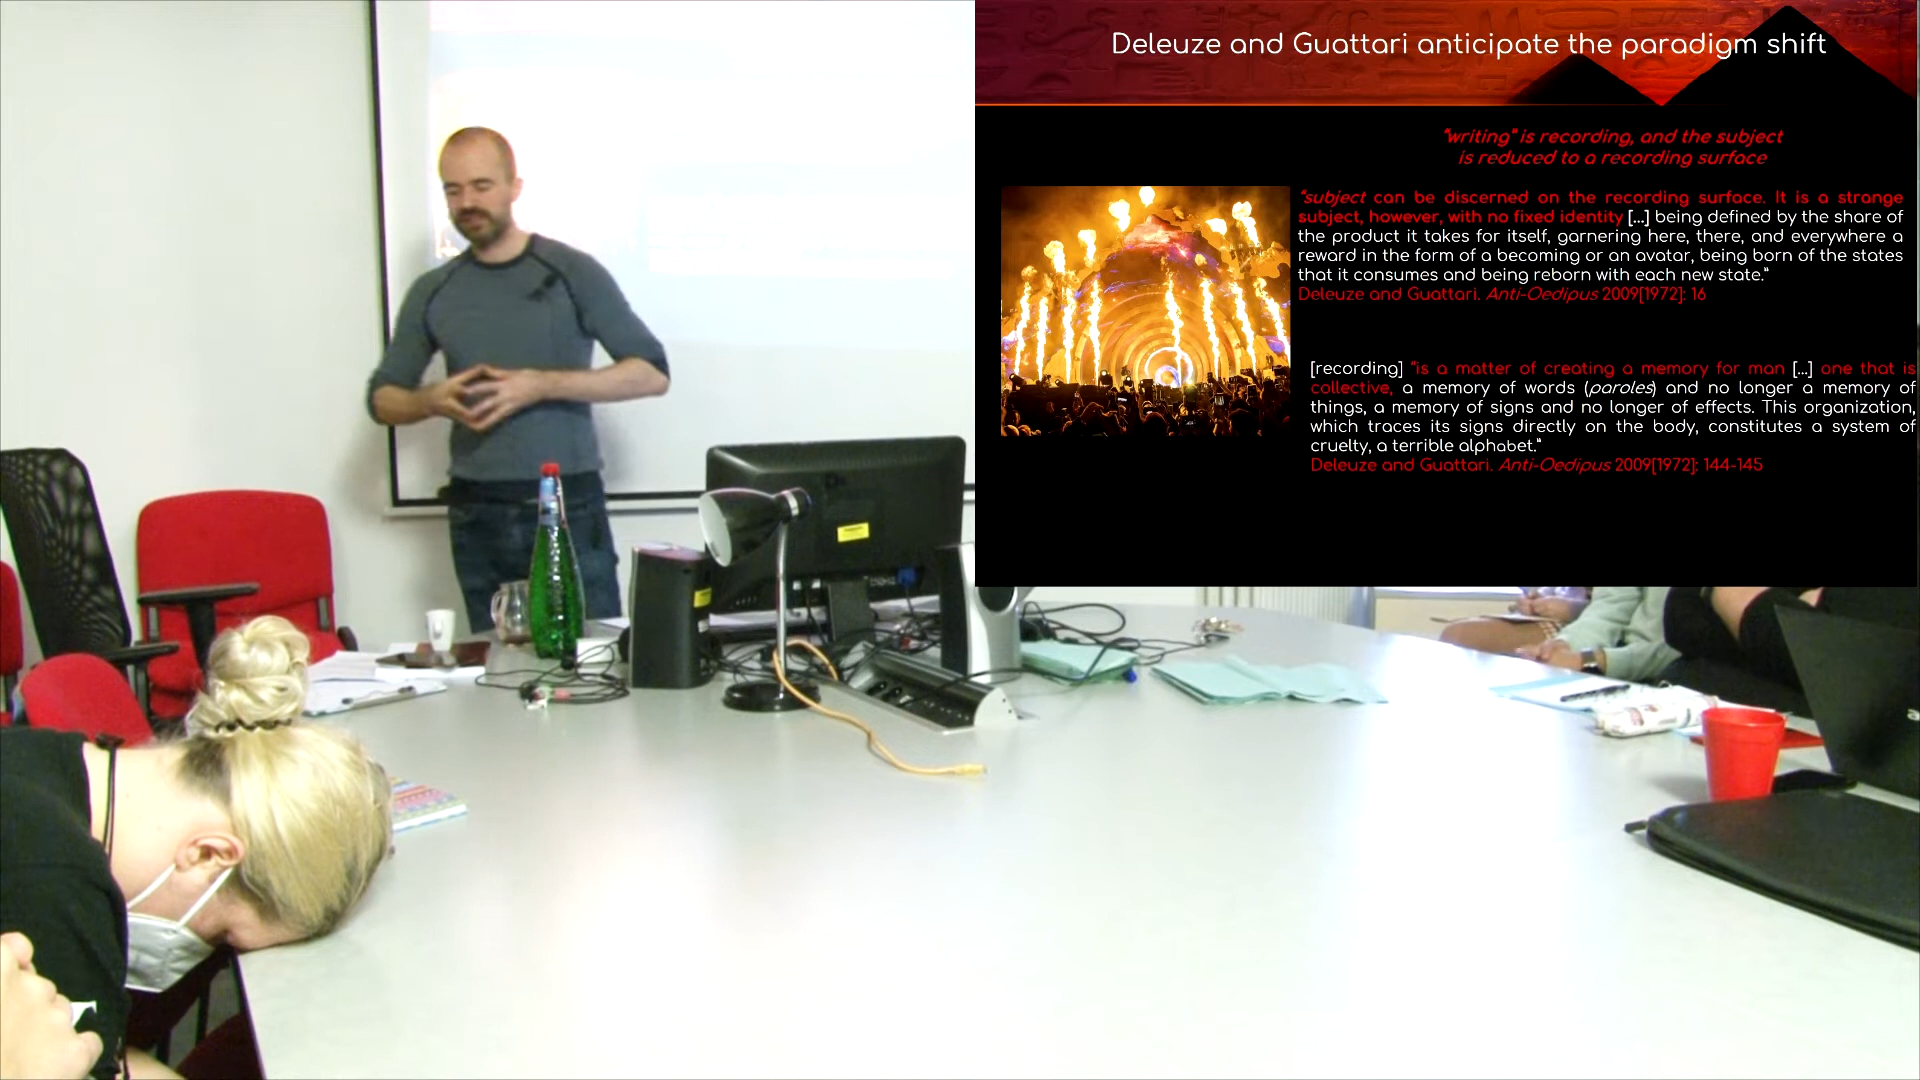 Deleuze and Guattari anticipate the paradigm shift
"writing" is recording, and the subject
is reduced to a recording surface
"subject can be discerned on the recording surface. It is a strange
subject, however, with no fixed identity [...] being defined by the share of
the product it takes for itself, garnering here, there, and everywhere a
reward in the form of a becoming or an avatar, being born of the states
that it consumes and being reborn with each new state."
Deleuze and Guattari. Anti-Oedipus 2009[1972]: 16
[recording] "is a matter of creating a memory for man [...] one that is
collective, a memory of words (paroles) and no longer a memory of
things, a memory of signs and no longer of effects. This organization,
which traces its signs directly on the body, constitutes a system of
cruelty, a terrible alphabet."
Deleuze and Guattari. Anti-Oedipus 2009[1972]: 144-145